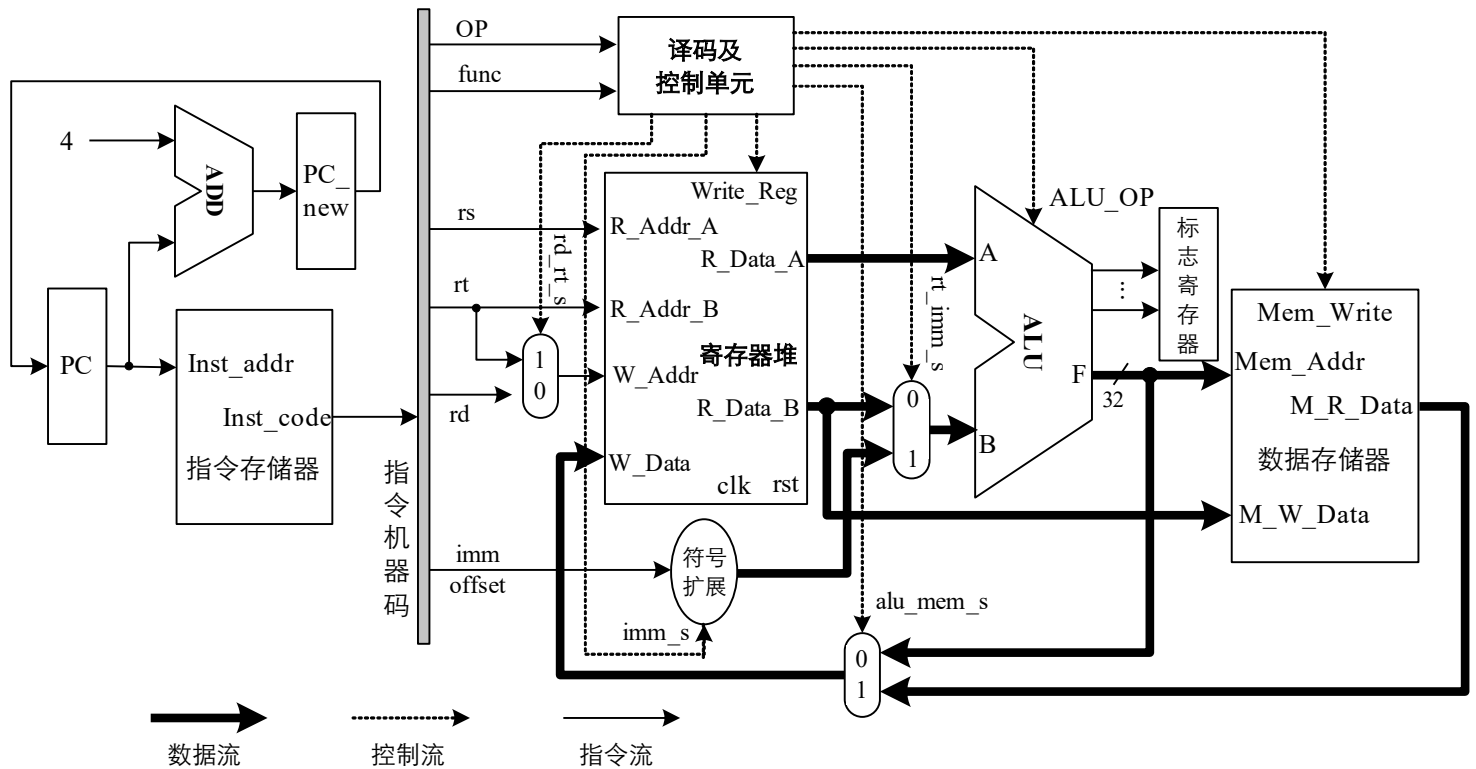 OP
func
译码及
控制单元
4
ADD
PC_
new
PC
Inst_addr
Inst_code
指令存储器
指令机器码
rs
rt
rd
imm
offset
rd_rt_s
1
0
Write_Reg
R_Addr_A
R_Data_A
R_Addr_B
寄存器堆
W_Addr
R_Data_B
W_Data
clk
rst
符号
扩展
imm_s
rt_imm_s
0
1
ALU_OP
A
B
ALU
F
32
...
标志寄存器
Mem_Write
Mem_Addr
M_R_Data
数据存储器
M_W_Data
alu_mem_s
0
1
数据流
控制流
指令流